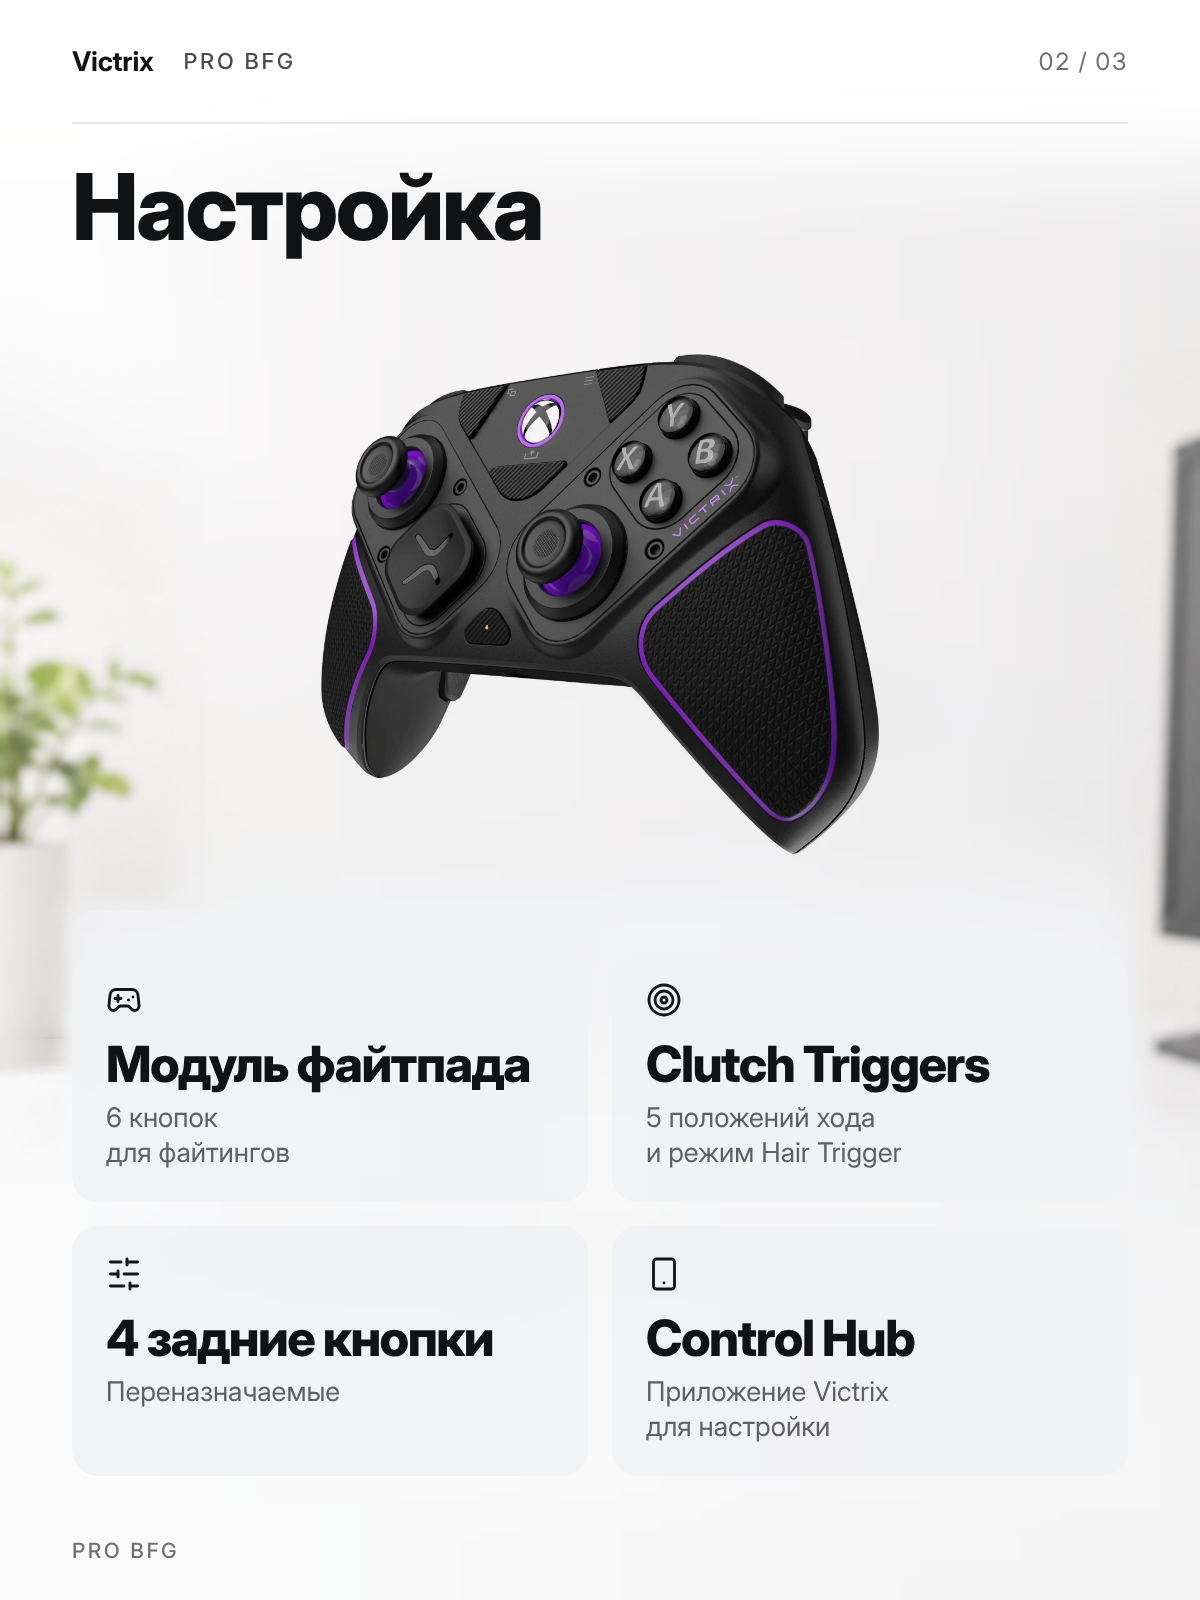 Victrix PRO BFG 02 / 03
Настройка
Y
X B
A
VICTRIX
Модуль файтпада
6 кнопок
для файтингов
Clutch Triggers
5 положений хода
и режим Hair Trigger
4 задние кнопки
Переназначаемые
Control Hub
Приложение Victrix
для настройки
PRO BFG